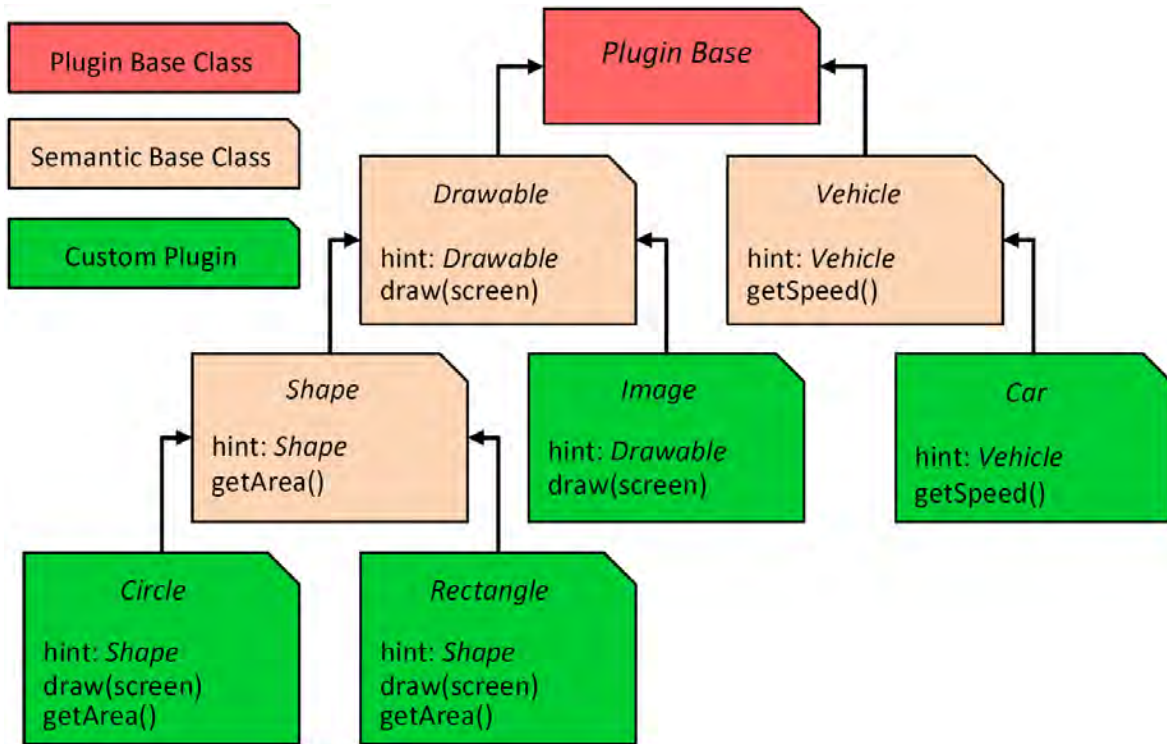 Plugin Base Class
Semantic Base Class
Custom Plugin
Plugin Base
Drawable
hint: Drawable
draw(screen)
Vehicle
hint: Vehicle
getSpeed()
Shape
hint: Shape
getArea()
Image
hint: Drawable
draw(screen)
Car
hint: Vehicle
getSpeed()
Circle
hint: Shape
draw(screen)
getArea()
Rectangle
hint: Shape
draw(screen)
getArea()